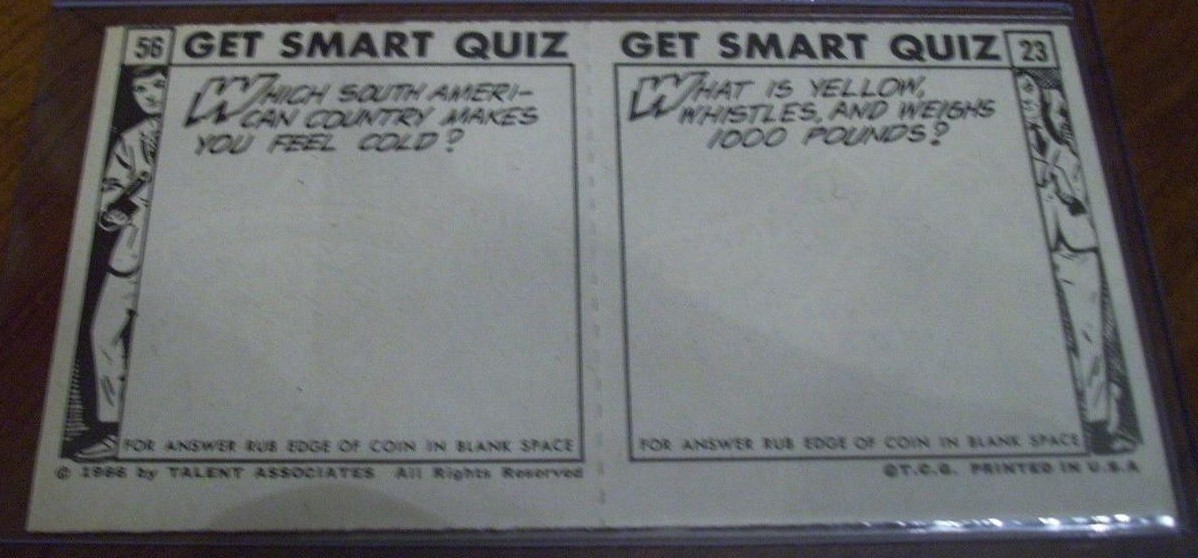 56 GET SMART QUIZ
WHICH SOUTH AMERI-
CAN COUNTRY MAKES
YOU FEEL COLD?
FOR ANSWER RUB EDGE OF COIN IN BLANK SPACE
© 1966 by TALENT ASSOCIATES All Rights Reserved
GET SMART QUIZ 23
WHAT IS YELLOW,
WHISTLES, AND WEIGHS
1000 POUNDS?
FOR ANSWER RUB EDGE OF COIN IN BLANK SPACE
©T.C.G. PRINTED IN U.S.A